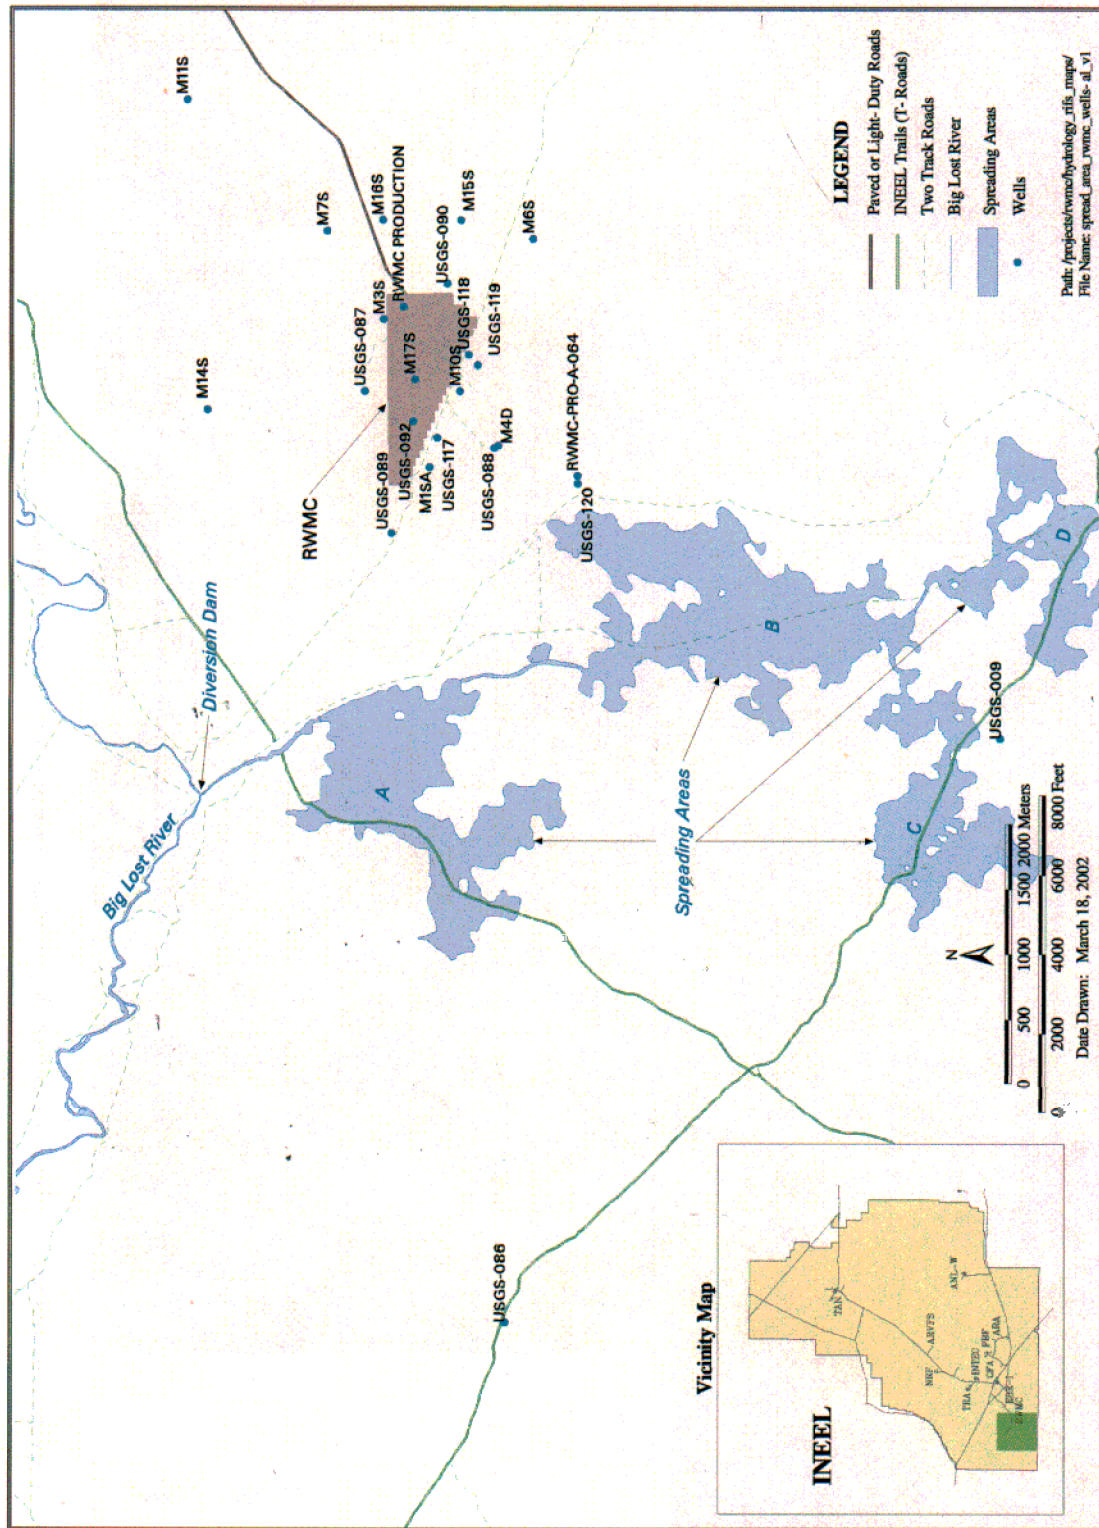 M11S
M14S
M7S
M16S
RWMC PRODUCTION
M3S
USGS-087
USGS-090
M15S
M6S
M17S
USGS-118
M10S
USGS-119
RWMC
USGS-089
USGS-092
M1SA
USGS-117
USGS-088
M4D
RWMC-PRO-A-064
USGS-120
Diversion Dam
Big Lost River
A
B
C
D
Spreading Areas
USGS-009
USGS-086
LEGEND
Paved or Light- Duty Roads
INEEL Trails (T- Roads)
Two Track Roads
Big Lost River
Spreading Areas
Wells
Path: /projects/rwmc/hydrology_rifs_maps/
File Name: spread_area_rwmc_wells- al_v1
N
0 500 1000 1500 2000 Meters
0 2000 4000 6000 8000 Feet
Date Drawn: March 18, 2002
Vicinity Map
INEEL
TAN
ARVFS
NRF
ANL-W
TRA
INTEC
CFA
PBF
ARA
RWMC